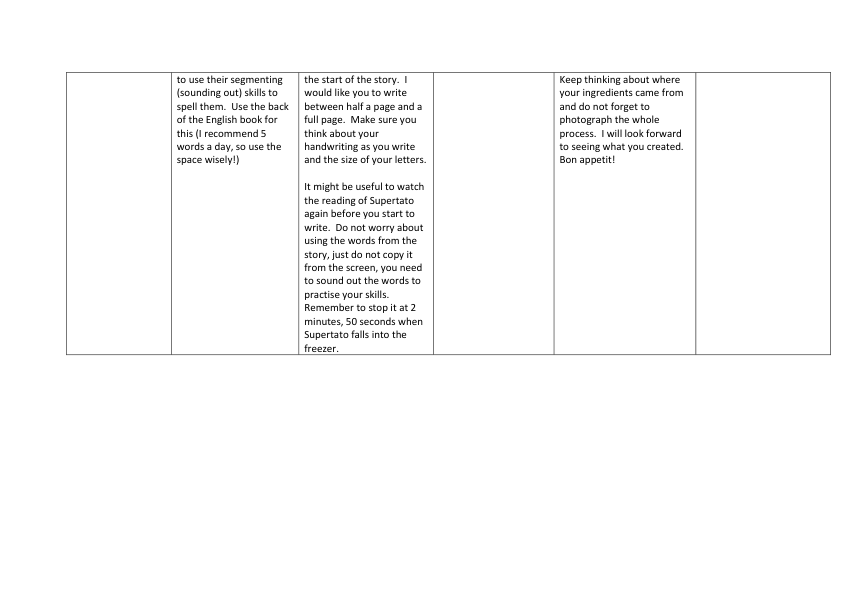 to use their segmenting
(sounding out) skills to
spell them.  Use the back
of the English book for
this (I recommend 5
words a day, so use the
space wisely!)
the start of the story.  I
would like you to write
between half a page and a
full page.  Make sure you
think about your
handwriting as you write
and the size of your letters.

It might be useful to watch
the reading of Supertato
again before you start to
write.  Do not worry about
using the words from the
story, just do not copy it
from the screen, you need
to sound out the words to
practise your skills.
Remember to stop it at 2
minutes, 50 seconds when
Supertato falls into the
freezer.
Keep thinking about where
your ingredients came from
and do not forget to
photograph the whole
process.  I will look forward
to seeing what you created.
Bon appetit!